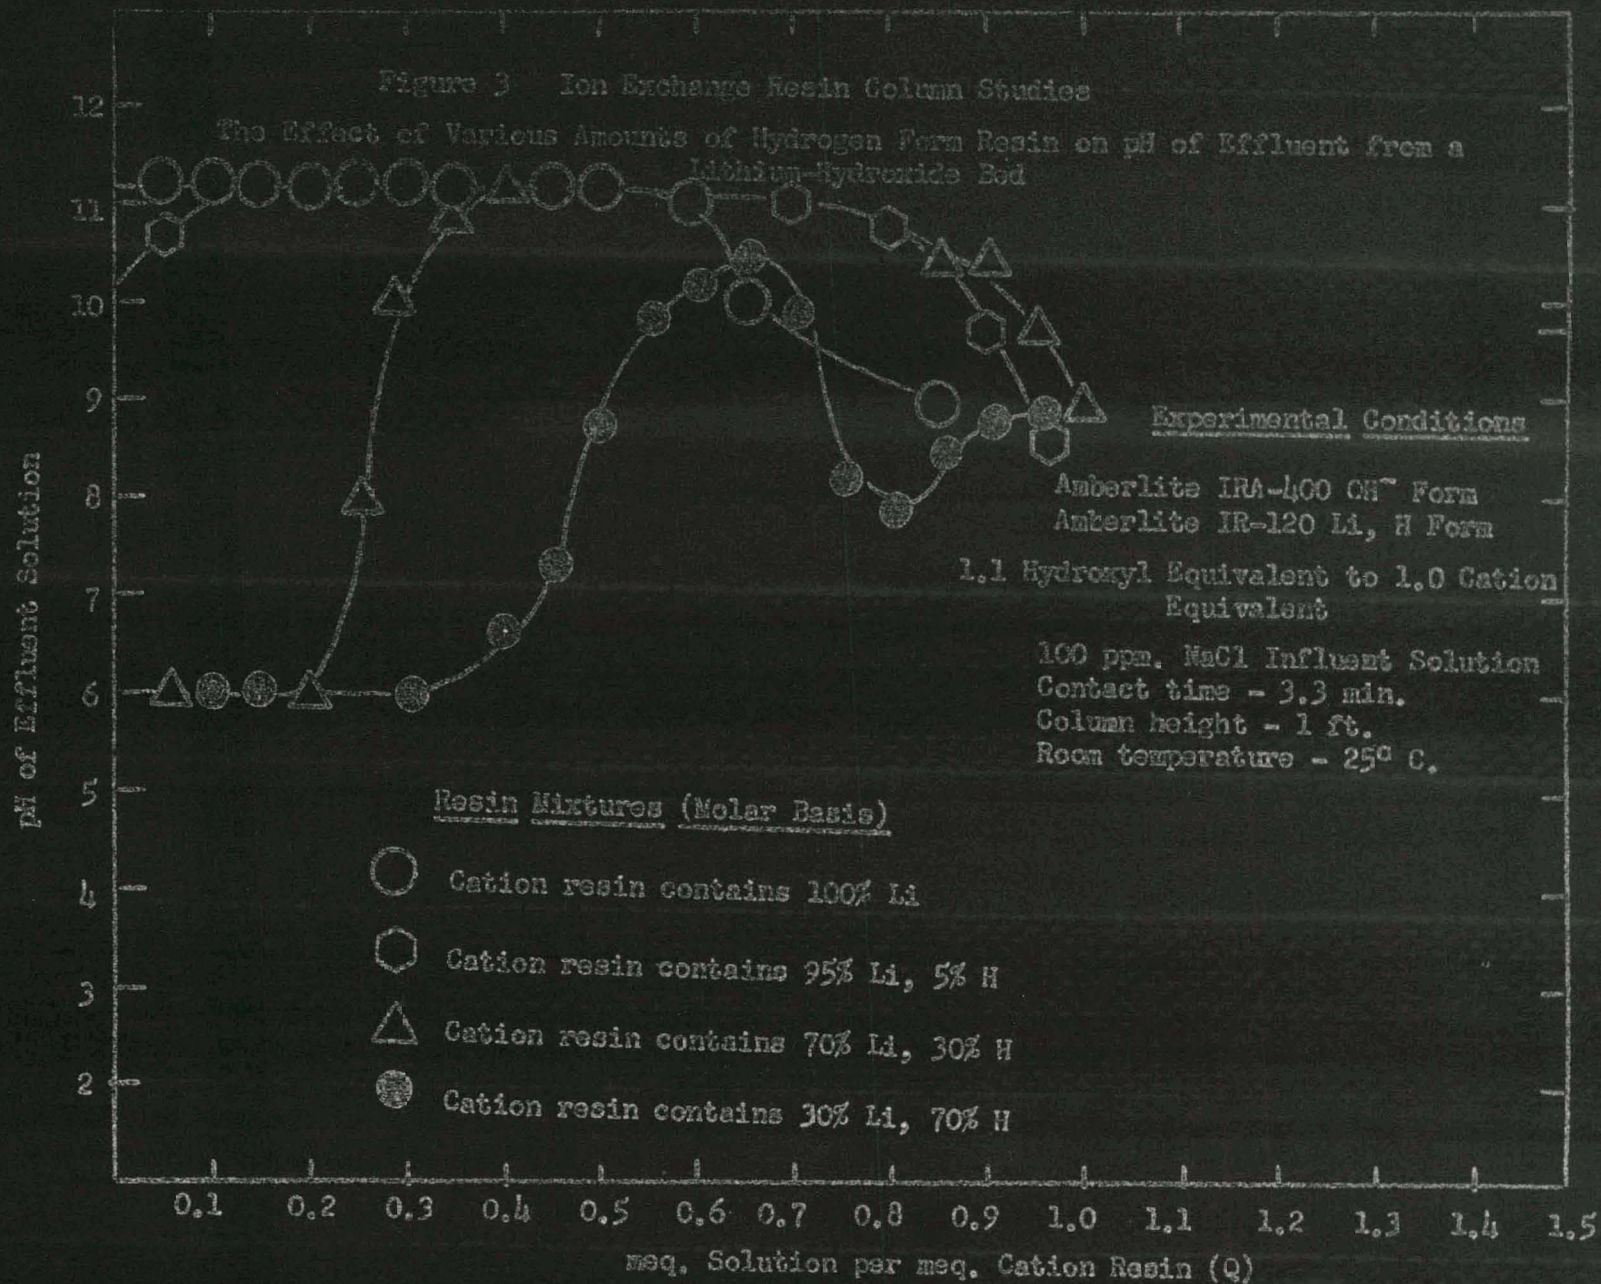 Figure 3 Ion Exchange Resin Column Studies
The Effect of Various Amounts of Hydrogen Form Resin on pH of Effluent from a
Lithium-Hydroxide Bed
12
11
10
9
8
7
6
5
4
3
2
pH of Effluent Solution
Experimental Conditions
Amberlite IRA-400 OH- Form
Amberlite IR-120 Li, H Form
1.1 Hydroxyl Equivalent to 1.0 Cation
Equivalent
100 ppm. NaCl Influent Solution
Contact time - 3.3 min.
Column height - 1 ft.
Room temperature - 25º C.
Resin Mixtures (Molar Basis)
Cation resin contains 100% Li
Cation resin contains 95% Li, 5% H
Cation resin contains 70% Li, 30% H
Cation resin contains 30% Li, 70% H
0.1 0.2 0.3 0.4 0.5 0.6 0.7 0.8 0.9 1.0 1.1 1.2 1.3 1.4 1.5
meq. Solution per meq. Cation Resin (Q)